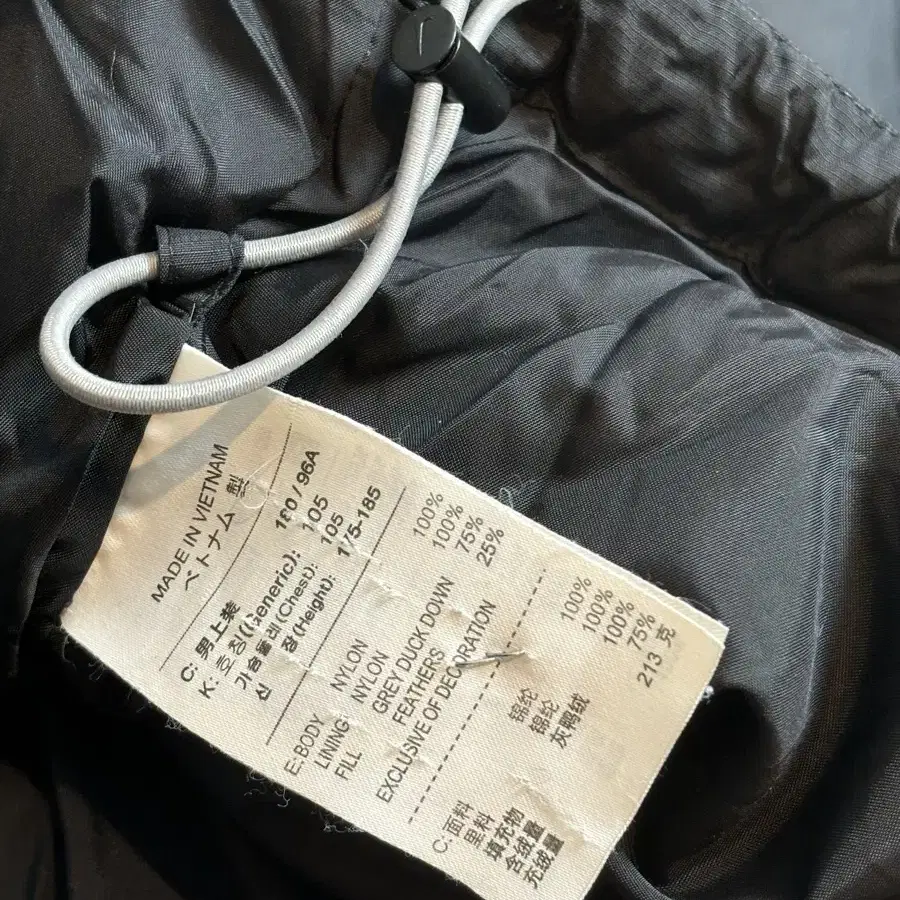 MADE IN VIETNAM
ベトナム 製
C: 男上装 180/96A
K: 호칭((Generic): 105
가슴둘레(Chest): 105
신 장(Height): 175-185
E:BODY NYLON 100%
LINING: NYLON 100%
FILL GREY DUCK DOWN 75%
FEATHERS 25%
EXCLUSIVE OF DECORATION
C: 面料 锦纶 100%
里料 锦纶 100%
填充物 灰鸭绒 100%
含绒量 75%
充绒量 213 克